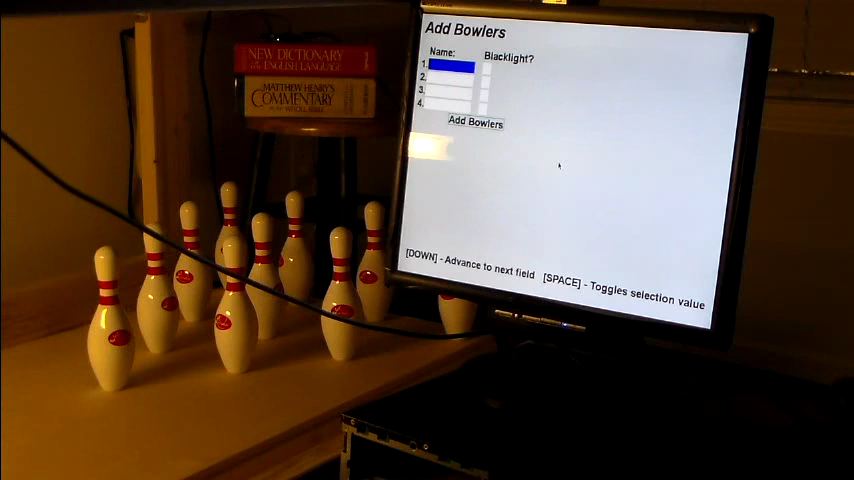 NEW DICTIONARY
ENGLISH LANGUAGE
MATTHEW HENRY'S
COMMENTARY
Add Bowlers
Name:
Blacklight?
1.
2.
3.
4.
Add Bowlers
[DOWN] - Advance to next field
[SPACE] - Toggles selection value